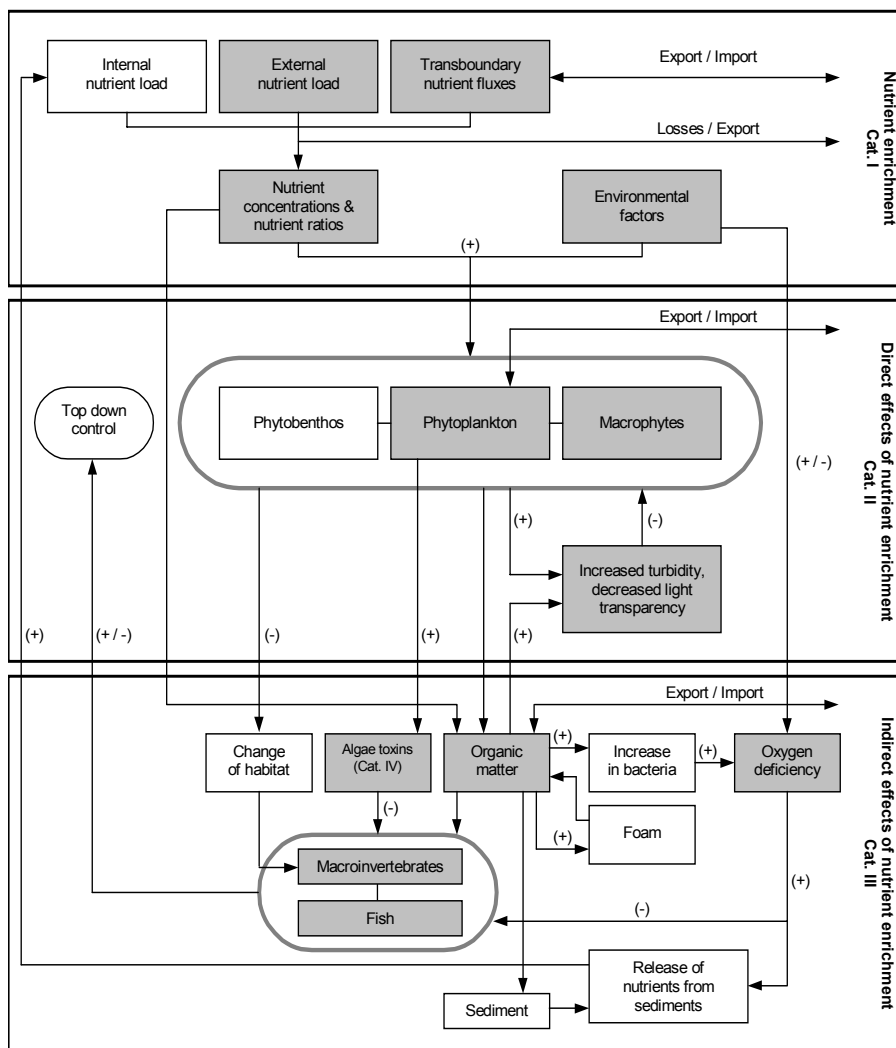 Internal
nutrient load
External
nutrient load
Transboundary
nutrient fluxes
Export / Import
Losses / Export
Nutrient
concentrations &
nutrient ratios
Environmental
factors
(+)
Nutrient enrichment
Cat. I
Export / Import
Top down
control
Phytobenthos
Phytoplankton
Macrophytes
(+ / -)
(+)
(-)
Increased turbidity,
decreased light
transparency
(+)
(+ / -)
(-)
(+)
(+)
Direct effects of nutrient enrichment
Cat. II
Export / Import
Change
of habitat
Algae toxins
(Cat. IV)
Organic
matter
(+)
Increase
in bacteria
(+)
Oxygen
deficiency
(-)
(+)
Foam
Macroinvertebrates
Fish
(+)
(-)
Release of
nutrients from
sediments
Sediment
Indirect effects of nutrient enrichment
Cat. III